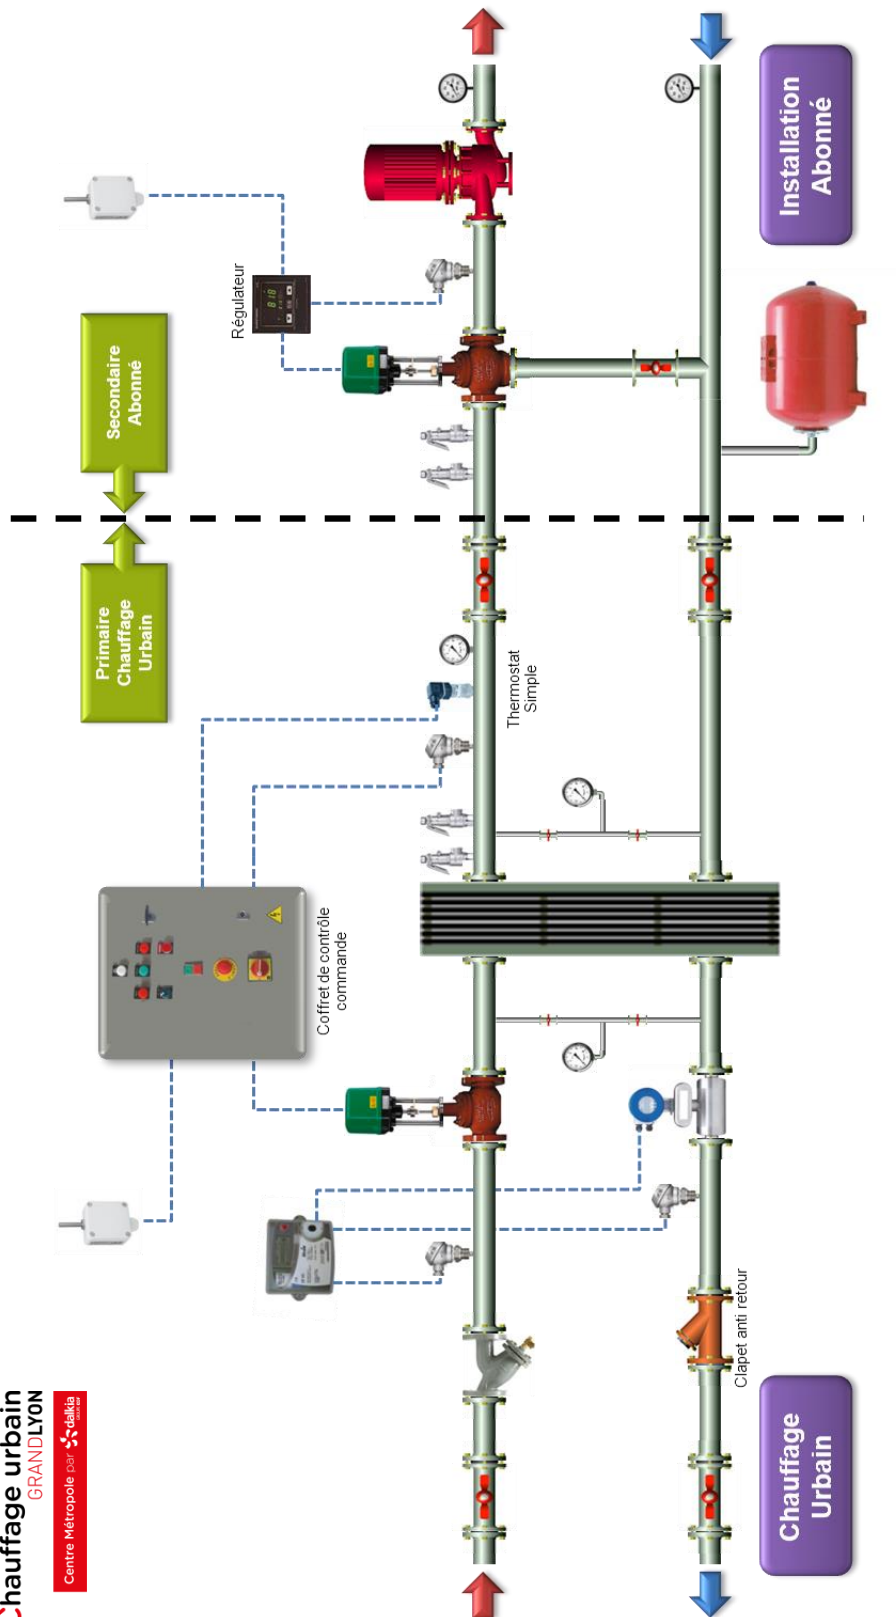 Chauffage urbain
GRANDLYON
Centre Métropole par dalkia
Secondaire
Abonné
Primaire
Chauffage
Urbain
Régulateur
Coffret de contrôle
commande
Thermostat
Simple
Clapet anti retour
Installation
Abonné
Chauffage
Urbain